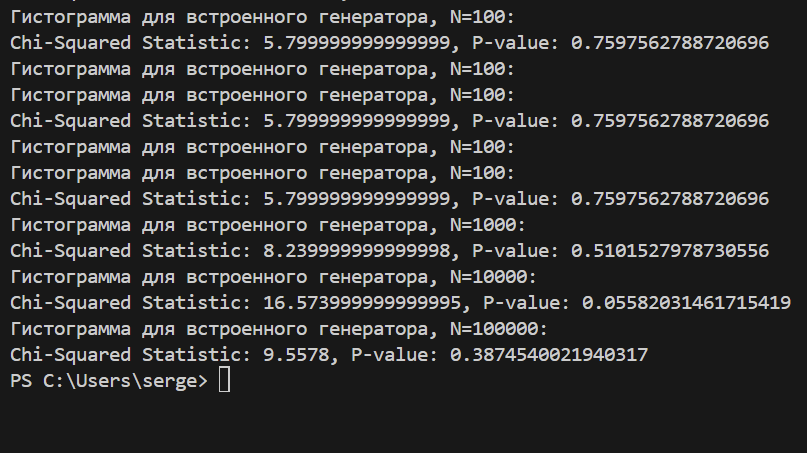 Гистограмма для встроенного генератора, N=100:
Chi-Squared Statistic: 5.799999999999999, P-value: 0.7597562788720696
Гистограмма для встроенного генератора, N=100:
Гистограмма для встроенного генератора, N=100:
Chi-Squared Statistic: 5.799999999999999, P-value: 0.7597562788720696
Гистограмма для встроенного генератора, N=100:
Гистограмма для встроенного генератора, N=100:
Chi-Squared Statistic: 5.799999999999999, P-value: 0.7597562788720696
Гистограмма для встроенного генератора, N=1000:
Chi-Squared Statistic: 8.239999999999998, P-value: 0.5101527978730556
Гистограмма для встроенного генератора, N=10000:
Chi-Squared Statistic: 16.573999999999995, P-value: 0.05582031461715419
Гистограмма для встроенного генератора, N=100000:
Chi-Squared Statistic: 9.5578, P-value: 0.3874540021940317
PS C:\Users\serge>